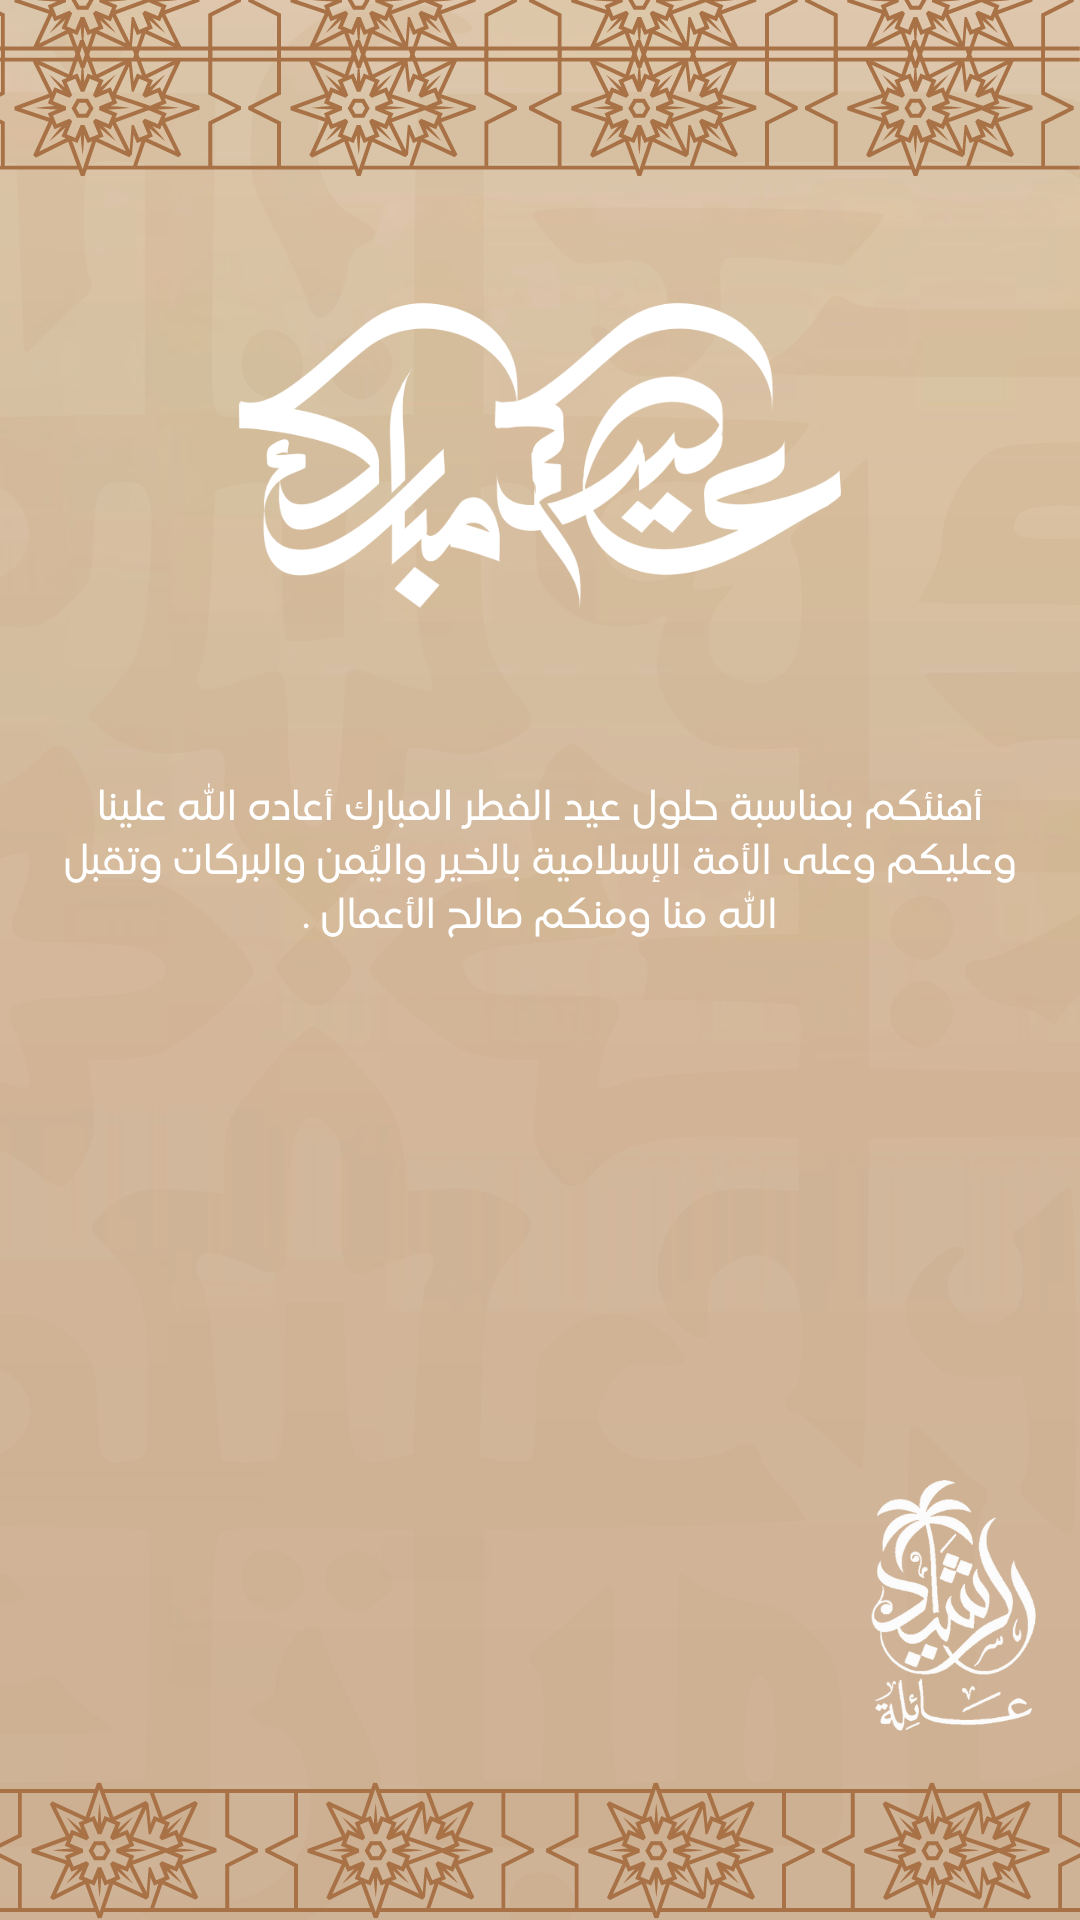 عيدكم مبارك
أهنئكم بمناسبة حلول عيد الفطر المبارك أعاده الله علينا
وعليكم وعلى الأمة الإسلامية بالخير واليُمن والبركات وتقبل
الله منا ومنكم صالح الأعمال .
الرشيد
عائلة